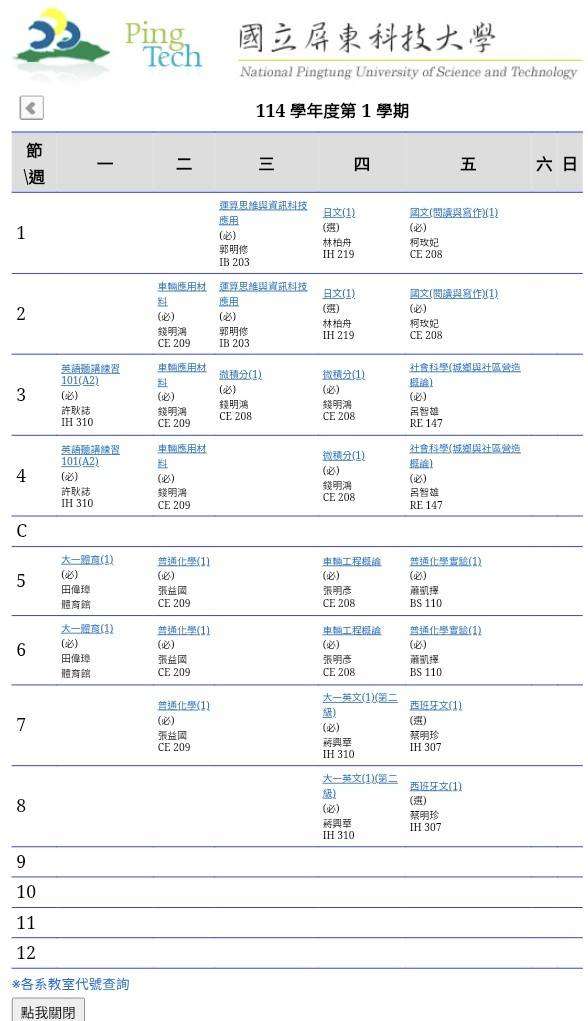 Ping
Tech
國立屏東科技大學
National Pingtung University of Science and Technology
114 學年度第 1 學期
節\週 一 二 三 四 五 六 日
1
運算思維與資訊科技應用
(必)
郭明修
IB 203
日文(1)
(選)
林柏舟
IH 219
國文(閱讀與寫作)(1)
(必)
柯玫妃
CE 208
2
車輛應用材料
(必)
錢明鴻
CE 209
運算思維與資訊科技應用
(必)
郭明修
IB 203
日文(1)
(選)
林柏舟
IH 219
國文(閱讀與寫作)(1)
(必)
柯玫妃
CE 208
3
英語聽講練習
101(A2)
(必)
許耿誌
IH 310
車輛應用材料
(必)
錢明鴻
CE 209
微積分(1)
(必)
錢明鴻
CE 208
微積分(1)
(必)
錢明鴻
CE 208
社會科學(城鄉與社區營造概論)
(必)
呂智雄
RE 147
4
英語聽講練習
101(A2)
(必)
許耿誌
IH 310
車輛應用材料
(必)
錢明鴻
CE 209
微積分(1)
(必)
錢明鴻
CE 208
社會科學(城鄉與社區營造概論)
(必)
呂智雄
RE 147
C
5
大一體育(1)
(必)
田偉璋
體育館
普通化學(1)
(必)
張益國
CE 209
車輛工程概論
(必)
張明彥
CE 208
普通化學實驗(1)
(必)
蕭凱擇
BS 110
6
大一體育(1)
(必)
田偉璋
體育館
普通化學(1)
(必)
張益國
CE 209
車輛工程概論
(必)
張明彥
CE 208
普通化學實驗(1)
(必)
蕭凱擇
BS 110
7
普通化學(1)
(必)
張益國
CE 209
大一英文(1)(第二級)
(必)
蔣興華
IH 310
西班牙文(1)
(選)
蔡明珍
IH 307
8
大一英文(1)(第二級)
(必)
蔣興華
IH 310
西班牙文(1)
(選)
蔡明珍
IH 307
9
10
11
12
※各系教室代號查詢
點我關閉